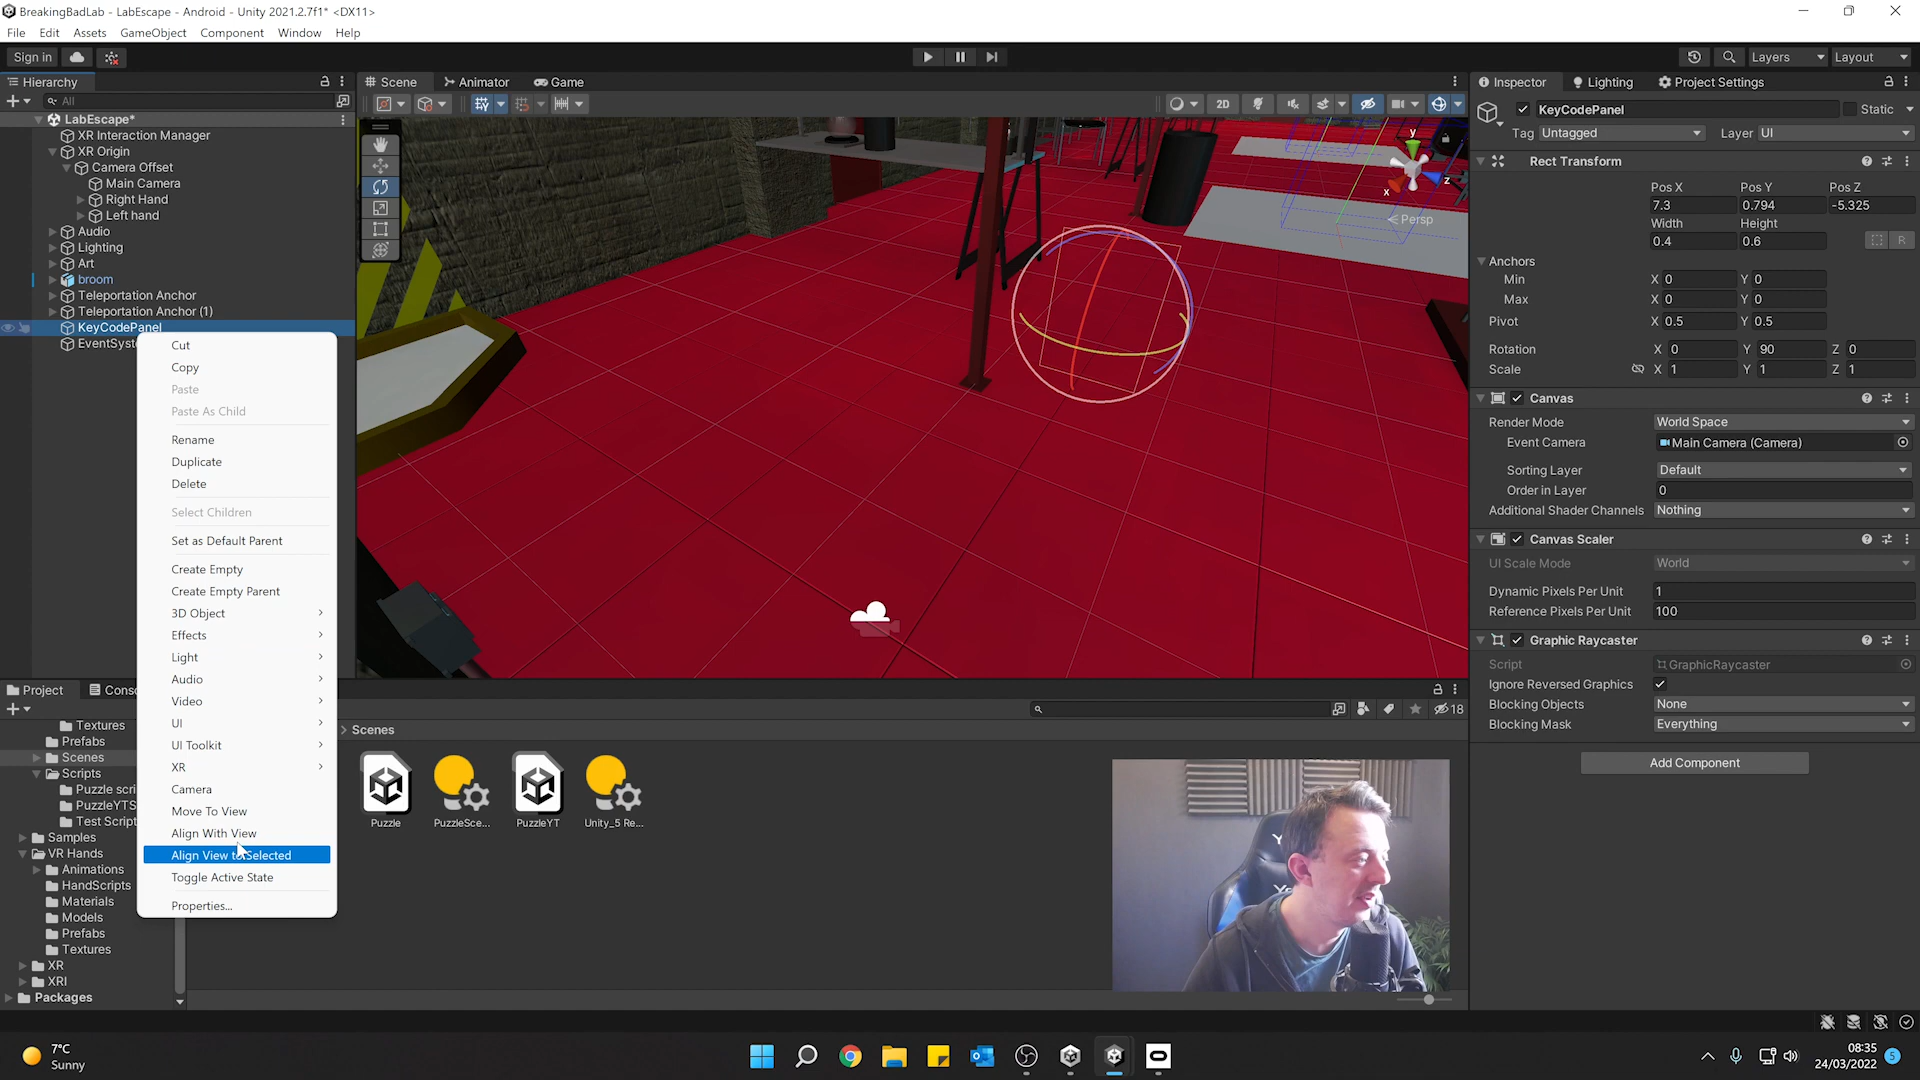 BreakingBadLab - LabEscape - Android - Unity 2021.2.7f1* <DX11>
File Edit Assets GameObject Component Window Help
Sign in
Layers Layout
Hierarchy
Scene Animator Game
Inspector Lighting Project Settings
All
2D
LabEscape*
XR Interaction Manager
XR Origin
Camera Offset
Main Camera
Right Hand
Left hand
Audio
Lighting
Art
broom
Teleportation Anchor
Teleportation Anchor (1)
KeyCodePanel
EventSyste
Cut
Copy
Paste
Paste As Child
Rename
Duplicate
Delete
Select Children
Set as Default Parent
Create Empty
Create Empty Parent
3D Object
Effects
Light
Audio
Video
UI
UI Toolkit
XR
Camera
Move To View
Align With View
Align View to Selected
Toggle Active State
Properties...
y
x
z
Persp
KeyCodePanel Static
Tag Untagged Layer UI
Rect Transform
Pos X Pos Y Pos Z
7.3 0.794 -5.325
Width Height
0.4 0.6
R
Anchors
Min X 0 Y 0
Max X 0 Y 0
Pivot X 0.5 Y 0.5
Rotation X 0 Y 90 Z 0
Scale X 1 Y 1 Z 1
Canvas
Render Mode World Space
Event Camera Main Camera (Camera)
Sorting Layer Default
Order in Layer 0
Additional Shader Channels Nothing
Canvas Scaler
UI Scale Mode World
Dynamic Pixels Per Unit 1
Reference Pixels Per Unit 100
Graphic Raycaster
Script GraphicRaycaster
Ignore Reversed Graphics
Blocking Objects None
Blocking Mask Everything
Add Component
Project Conso
18
Scenes
Textures
Prefabs
Scenes
Scripts
Puzzle scri
PuzzleYTS
Test Script
Samples
VR Hands
Animations
HandScripts
Materials
Models
Prefabs
Textures
XR
XRI
Packages
Puzzle PuzzleSce... PuzzleYT Unity_5 Re...
7°C
Sunny
08:35
24/03/2022
5